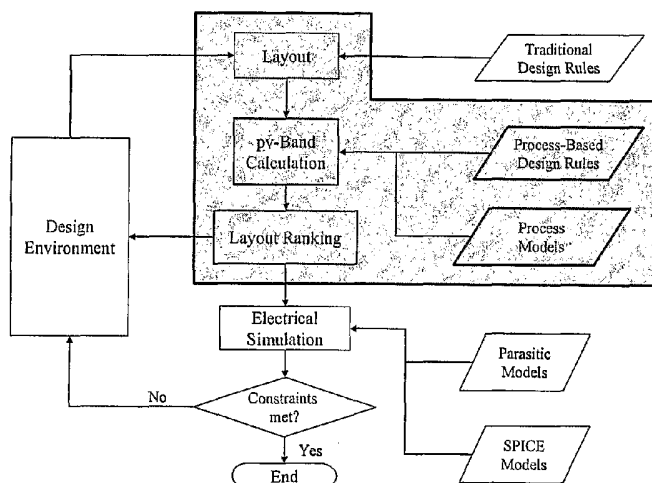 Layout
Traditional
Design Rules
pv-Band
Calculation
Process-Based
Design Rules
Design
Environment
Layout Ranking
Process
Models
Electrical
Simulation
Parasitic
Models
No
Constraints
met?
Yes
SPICE
Models
End